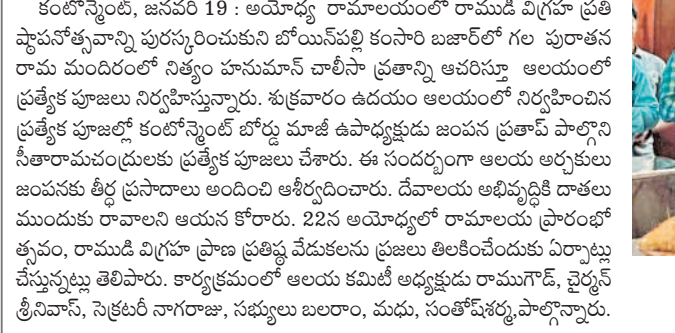 కంటోన్మెంట్, జనవరి 19 : అయోధ్య రామాలయంలో రాముడి విగ్రహ ప్రతి
ష్ఠాపనోత్సవాన్ని పురస్కరించుకుని బోయిన్‌పల్లి కంసారి బజార్‌లో గల పురాతన
రామ మందిరంలో నిత్యం హనుమాన్ చాలీసా వ్రతాన్ని ఆచరిస్తూ ఆలయంలో
ప్రత్యేక పూజలు నిర్వహిస్తున్నారు. శుక్రవారం ఉదయం ఆలయంలో నిర్వహించిన
ప్రత్యేక పూజల్లో కంటోన్మెంట్ బోర్డు మాజీ ఉపాధ్యక్షుడు జంపన ప్రతాప్ పాల్గొని
సీతారామచంద్రులకు ప్రత్యేక పూజలు చేశారు. ఈ సందర్భంగా ఆలయ అర్చకులు
జంపనకు తీర్థ ప్రసాదాలు అందించి ఆశీర్వదించారు. దేవాలయ అభివృద్ధికి దాతలు
ముందుకు రావాలని ఆయన కోరారు. 22న అయోధ్యలో రామాలయ ప్రారంభో
త్సవం, రాముడి విగ్రహ ప్రాణ ప్రతిష్ఠ వేడుకలను ప్రజలు తిలకించేందుకు ఏర్పాట్లు
చేస్తున్నట్లు తెలిపారు. కార్యక్రమంలో ఆలయ కమిటీ అధ్యక్షుడు రాముగౌడ్, చైర్మన్
శ్రీనివాస్, సెక్రటరీ నాగరాజు, సభ్యులు బలరాం, మధు, సంతోష్‌శర్మ,పాల్గొన్నారు.